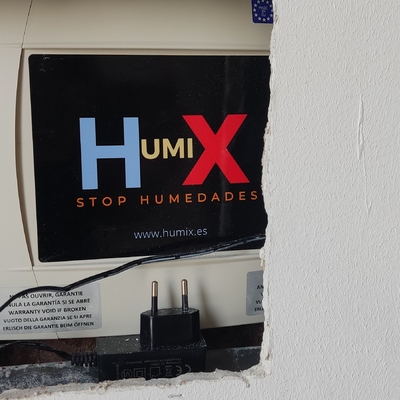 HUMIX
STOP HUMEDADES
www.humix.es
PAS OUVRIR, GARANTIE
NULA LA GARANTÍA SI SE ABRE
WARRANTY VOID IF BROKEN
VUOTO DELLA GARANZIA SE SI APRE
ERLISCH DIE GARANTIE BEIM ÖFFNEN